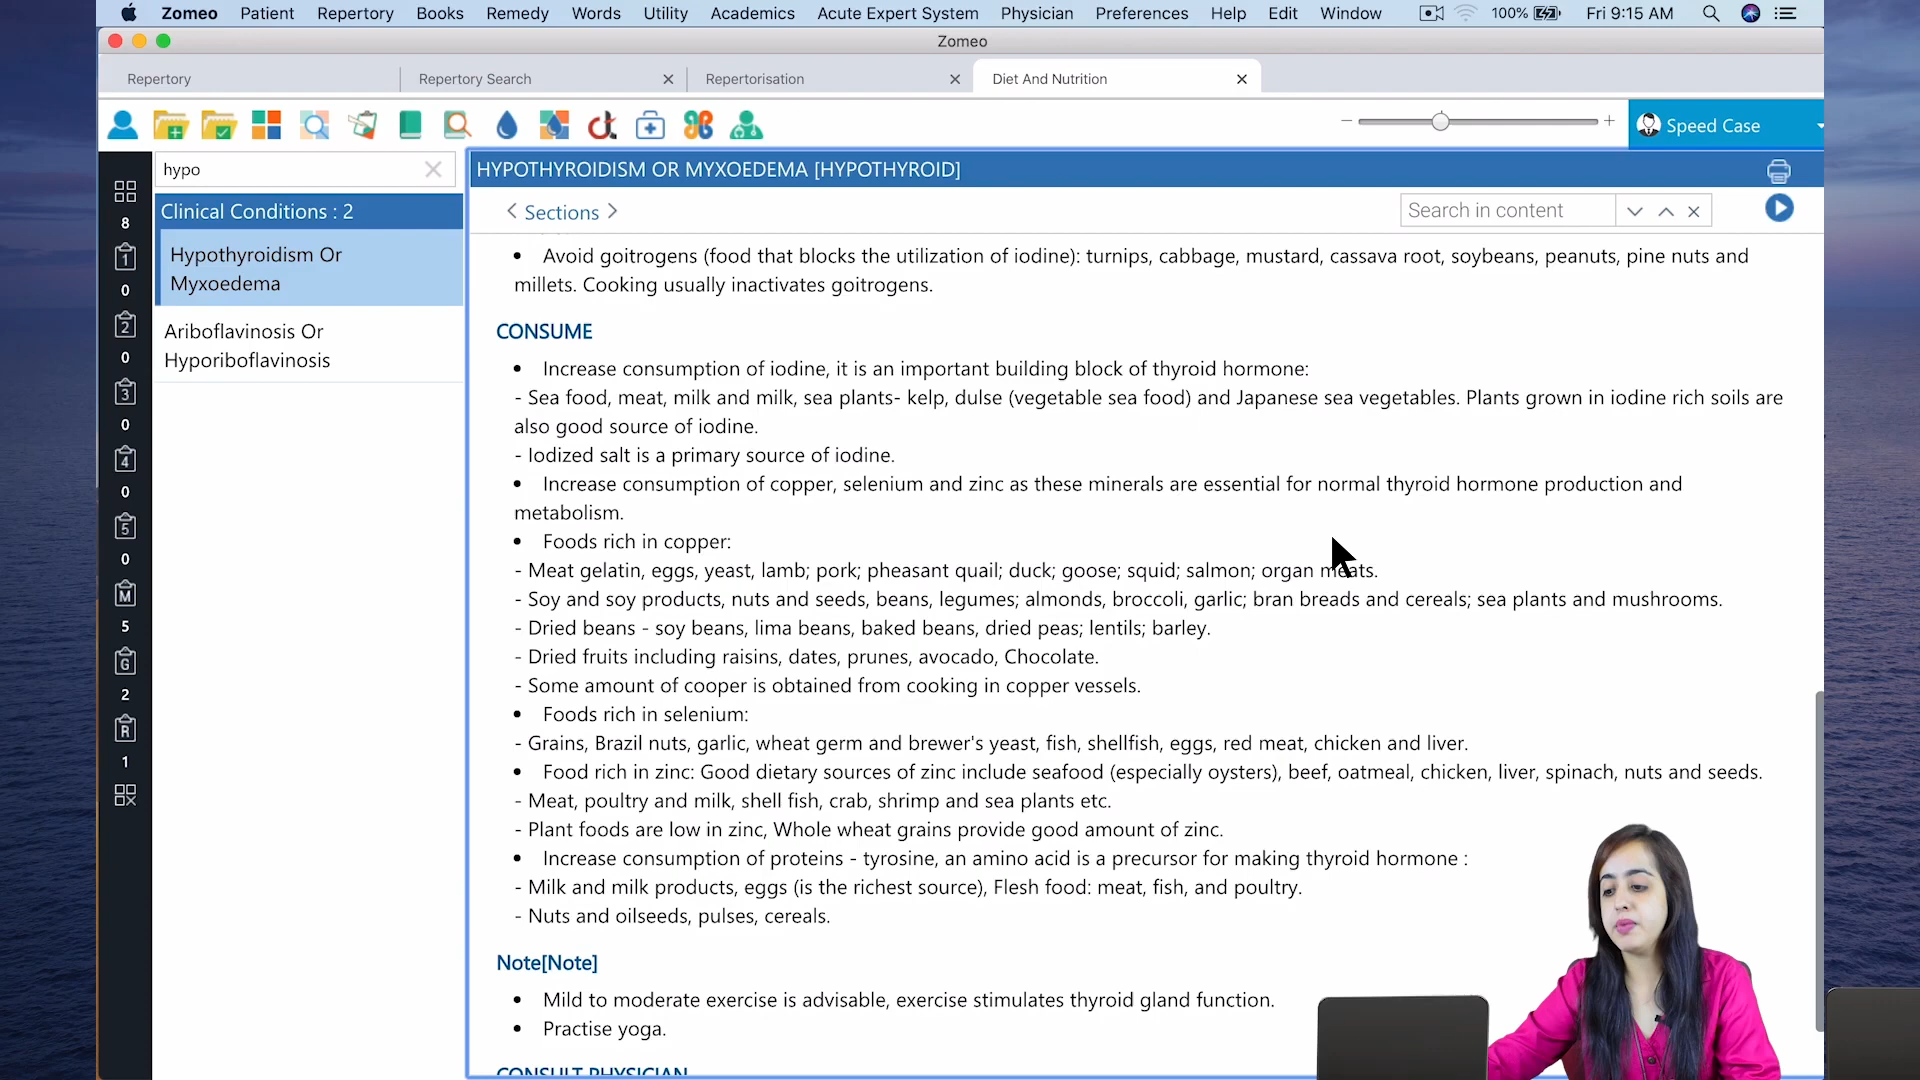 Zomeo Patient Repertory Books Remedy Words Utility Academics Acute Expert System Physician Preferences Help Edit Window 100% Fri 9:15 AM
Zomeo
Repertory Repertory Search Repertorisation Diet And Nutrition
Speed Case
hypo
HYPOTHYROIDISM OR MYXOEDEMA [HYPOTHYROID]
Clinical Conditions : 2
Sections
Search in content
Hypothyroidism Or
Myxoedema
Ariboflavinosis Or
Hyporiboflavinosis
8
1
0
2
0
3
0
4
0
5
0
M
5
G
2
R
1
• Avoid goitrogens (food that blocks the utilization of iodine): turnips, cabbage, mustard, cassava root, soybeans, peanuts, pine nuts and
millets. Cooking usually inactivates goitrogens.
CONSUME
• Increase consumption of iodine, it is an important building block of thyroid hormone:
- Sea food, meat, milk and milk, sea plants- kelp, dulse (vegetable sea food) and Japanese sea vegetables. Plants grown in iodine rich soils are
also good source of iodine.
- Iodized salt is a primary source of iodine.
• Increase consumption of copper, selenium and zinc as these minerals are essential for normal thyroid hormone production and
metabolism.
• Foods rich in copper:
- Meat gelatin, eggs, yeast, lamb; pork; pheasant quail; duck; goose; squid; salmon; organ meats.
- Soy and soy products, nuts and seeds, beans, legumes; almonds, broccoli, garlic; bran breads and cereals; sea plants and mushrooms.
- Dried beans - soy beans, lima beans, baked beans, dried peas; lentils; barley.
- Dried fruits including raisins, dates, prunes, avocado, Chocolate.
- Some amount of cooper is obtained from cooking in copper vessels.
• Foods rich in selenium:
- Grains, Brazil nuts, garlic, wheat germ and brewer's yeast, fish, shellfish, eggs, red meat, chicken and liver.
• Food rich in zinc: Good dietary sources of zinc include seafood (especially oysters), beef, oatmeal, chicken, liver, spinach, nuts and seeds.
- Meat, poultry and milk, shell fish, crab, shrimp and sea plants etc.
- Plant foods are low in zinc, Whole wheat grains provide good amount of zinc.
• Increase consumption of proteins - tyrosine, an amino acid is a precursor for making thyroid hormone :
- Milk and milk products, eggs (is the richest source), Flesh food: meat, fish, and poultry.
- Nuts and oilseeds, pulses, cereals.
Note[Note]
• Mild to moderate exercise is advisable, exercise stimulates thyroid gland function.
• Practise yoga.
CONSULT PHYSICIAN